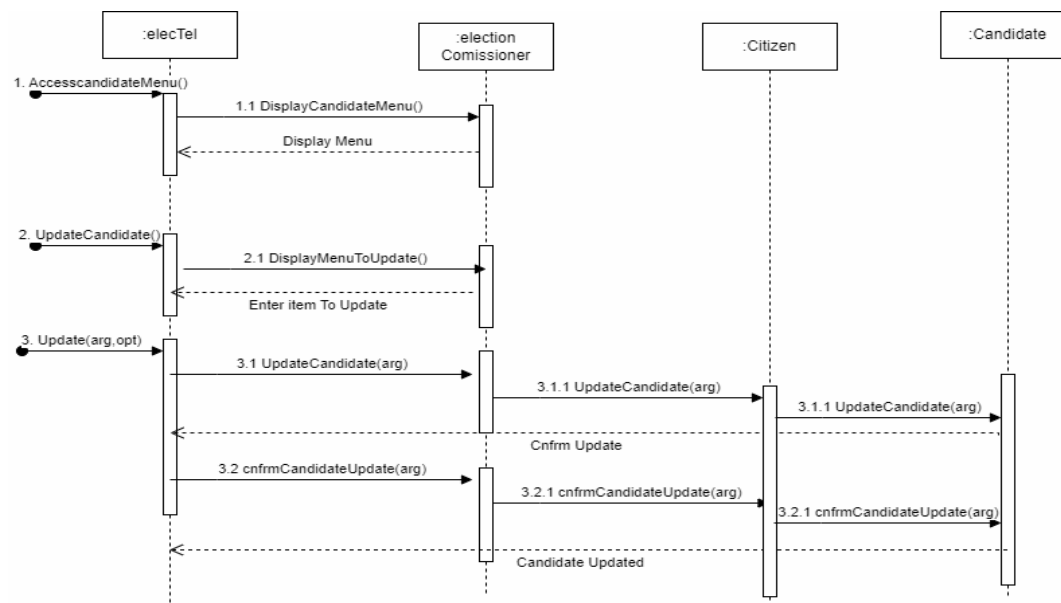 :elecTel
:election
Comissioner
:Citizen
:Candidate
1. AccesscandidateMenu()
1.1 DisplayCandidateMenu()
Display Menu
2. UpdateCandidate()
2.1 DisplayMenuToUpdate()
Enter item To Update
3. Update(arg,opt)
3.1 UpdateCandidate(arg)
3.1.1 UpdateCandidate(arg)
3.1.1 UpdateCandidate(arg)
Cnfrm Update
3.2 cnfrmCandidateUpdate(arg)
3.2.1 cnfrmCandidateUpdate(arg)
3.2.1 cnfrmCandidateUpdate(arg)
Candidate Updated